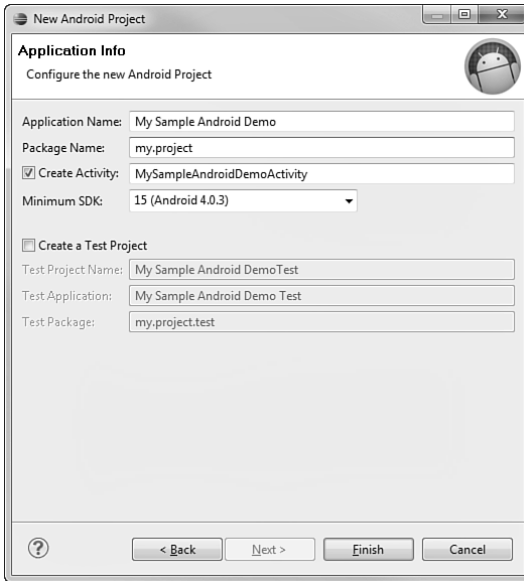 New Android Project
Application Info
Configure the new Android Project
Application Name: My Sample Android Demo
Package Name: my.project
Create Activity: MySampleAndroidDemoActivity
Minimum SDK: 15 (Android 4.0.3)
Create a Test Project
Test Project Name: My Sample Android DemoTest
Test Application: My Sample Android Demo Test
Test Package: my.project.test
? < Back Next > Finish Cancel